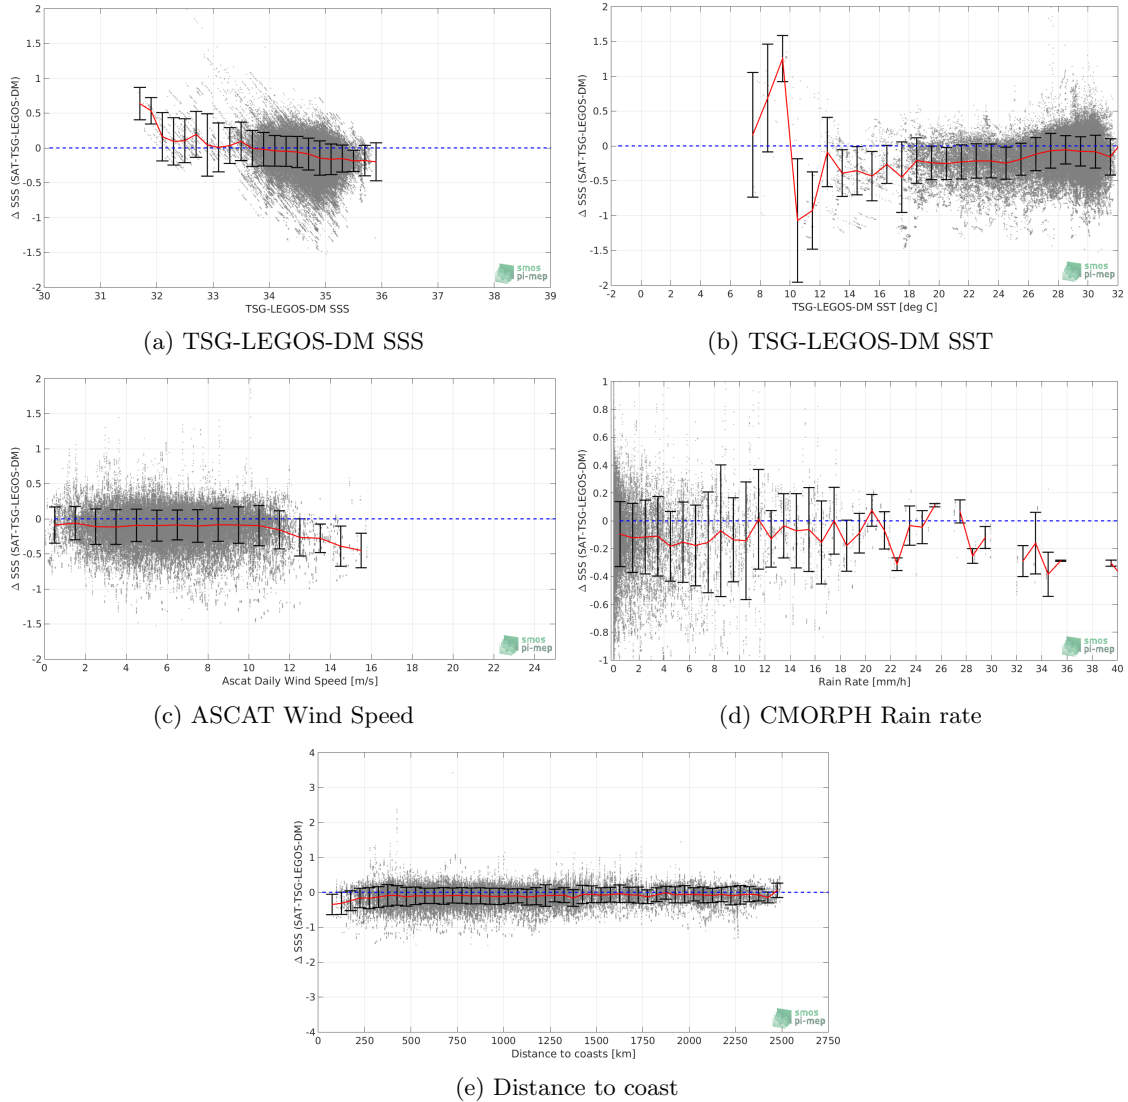 2
1.5
1
0.5
0
-0.5
-1
-1.5
-2
Δ SSS (SAT-TSG-LEGOS-DM)
30 31 32 33 34 35 36 37 38 39
TSG-LEGOS-DM SSS
smos
pi-mep
(a) TSG-LEGOS-DM SSS
2
1.5
1
0.5
0
-0.5
-1
-1.5
-2
Δ SSS (SAT-TSG-LEGOS-DM)
-2 0 2 4 6 8 10 12 14 16 18 20 22 24 26 28 30 32
TSG-LEGOS-DM SST [deg C]
smos
pi-mep
(b) TSG-LEGOS-DM SST
2
1.5
1
0.5
0
-0.5
-1
-1.5
-2
Δ SSS (SAT-TSG-LEGOS-DM)
0 2 4 6 8 10 12 14 16 18 20 22 24
Ascat Daily Wind Speed [m/s]
smos
pi-mep
(c) ASCAT Wind Speed
1
0.8
0.6
0.4
0.2
0
-0.2
-0.4
-0.6
-0.8
-1
Δ SSS (SAT-TSG-LEGOS-DM)
0 2 4 6 8 10 12 14 16 18 20 22 24 26 28 30 32 34 36 38 40
Rain Rate [mm/h]
smos
pi-mep
(d) CMORPH Rain rate
4
3
2
1
0
-1
-2
-3
-4
Δ SSS (SAT-TSG-LEGOS-DM)
0 250 500 750 1000 1250 1500 1750 2000 2250 2500 2750
Distance to coasts [km]
smos
pi-mep
(e) Distance to coast